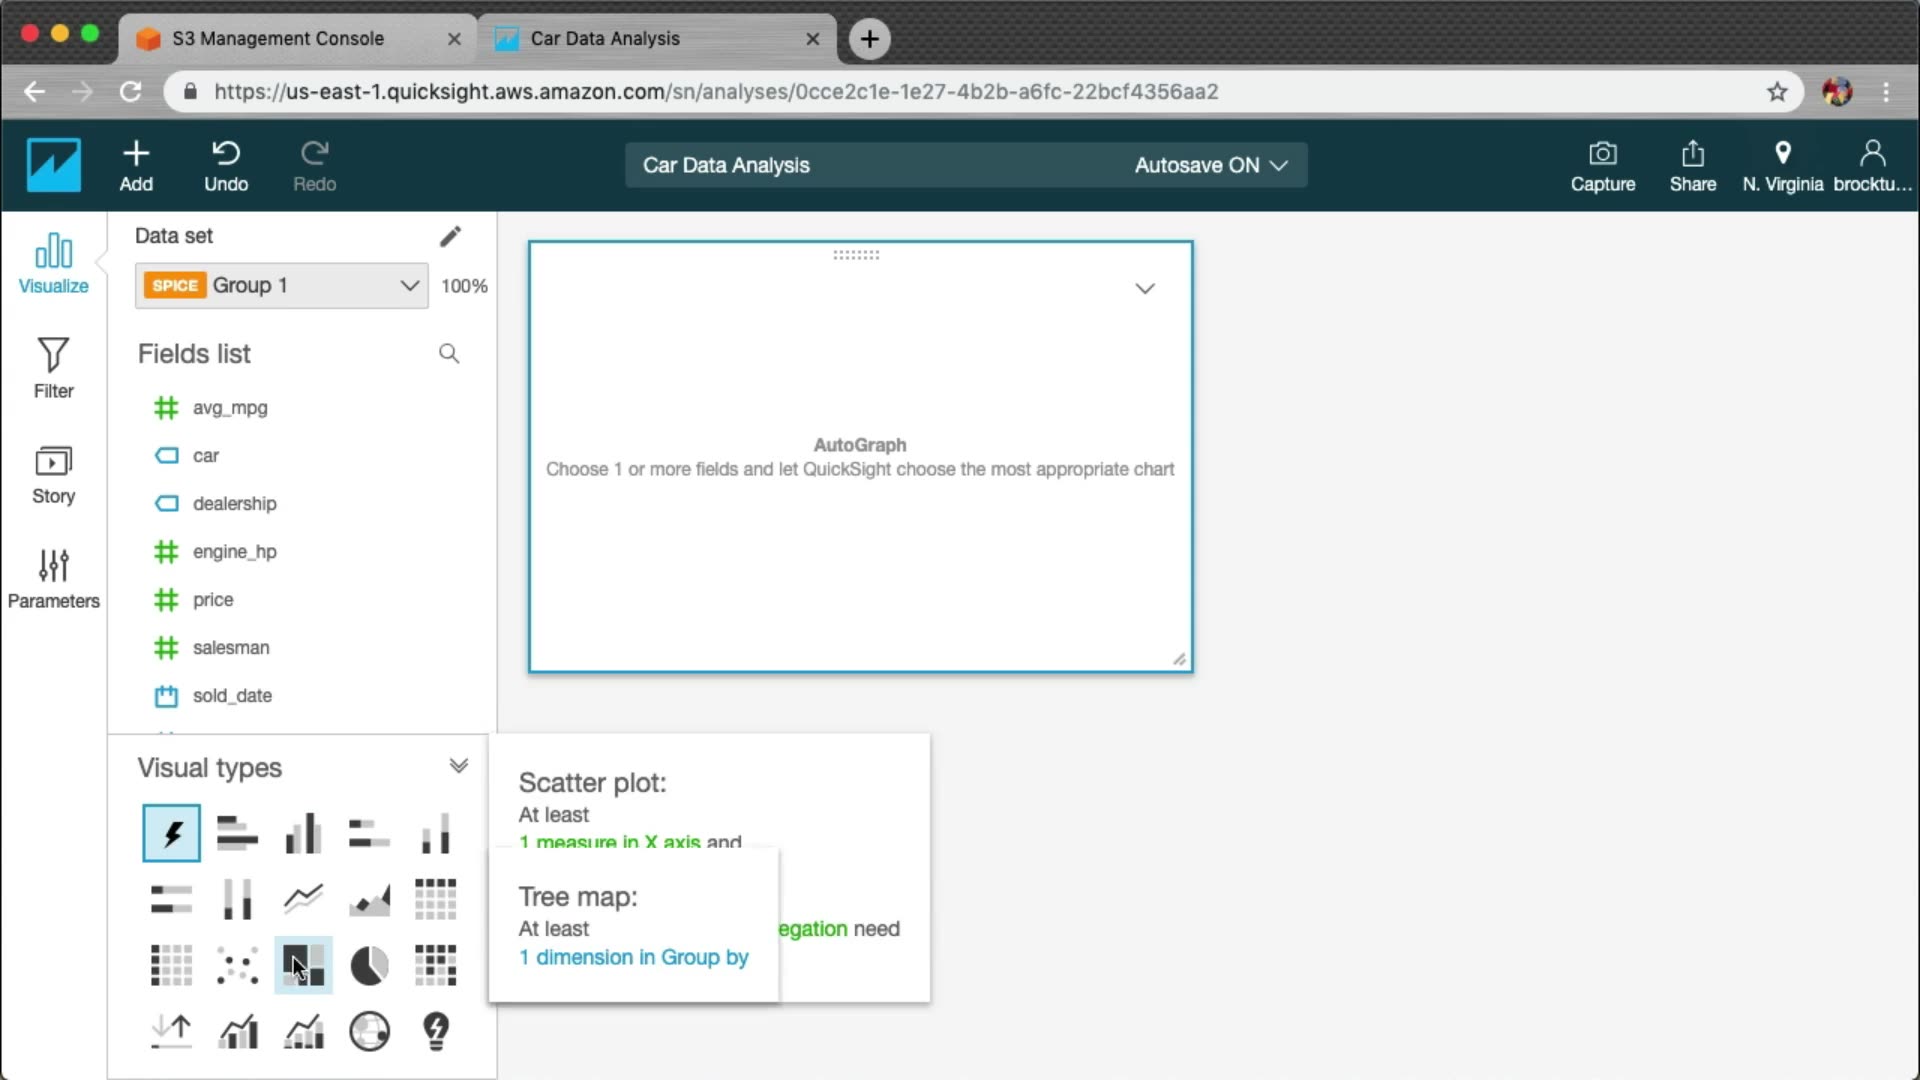 S3 Management Console
Car Data Analysis
https://us-east-1.quicksight.aws.amazon.com/sn/analyses/0cce2c1e-1e27-4b2b-a6fc-22bcf4356aa2
Add
Undo
Redo
Car Data Analysis
Autosave ON
Capture
Share
N. Virginia
brocktu...
Visualize
Filter
Story
Parameters
Data set
SPICE Group 1
100%
Fields list
avg_mpg
car
dealership
engine_hp
price
salesman
sold_date
AutoGraph
Choose 1 or more fields and let QuickSight choose the most appropriate chart
Visual types
Scatter plot:
At least
1 measure in X axis and
egation need
Tree map:
At least
1 dimension in Group by